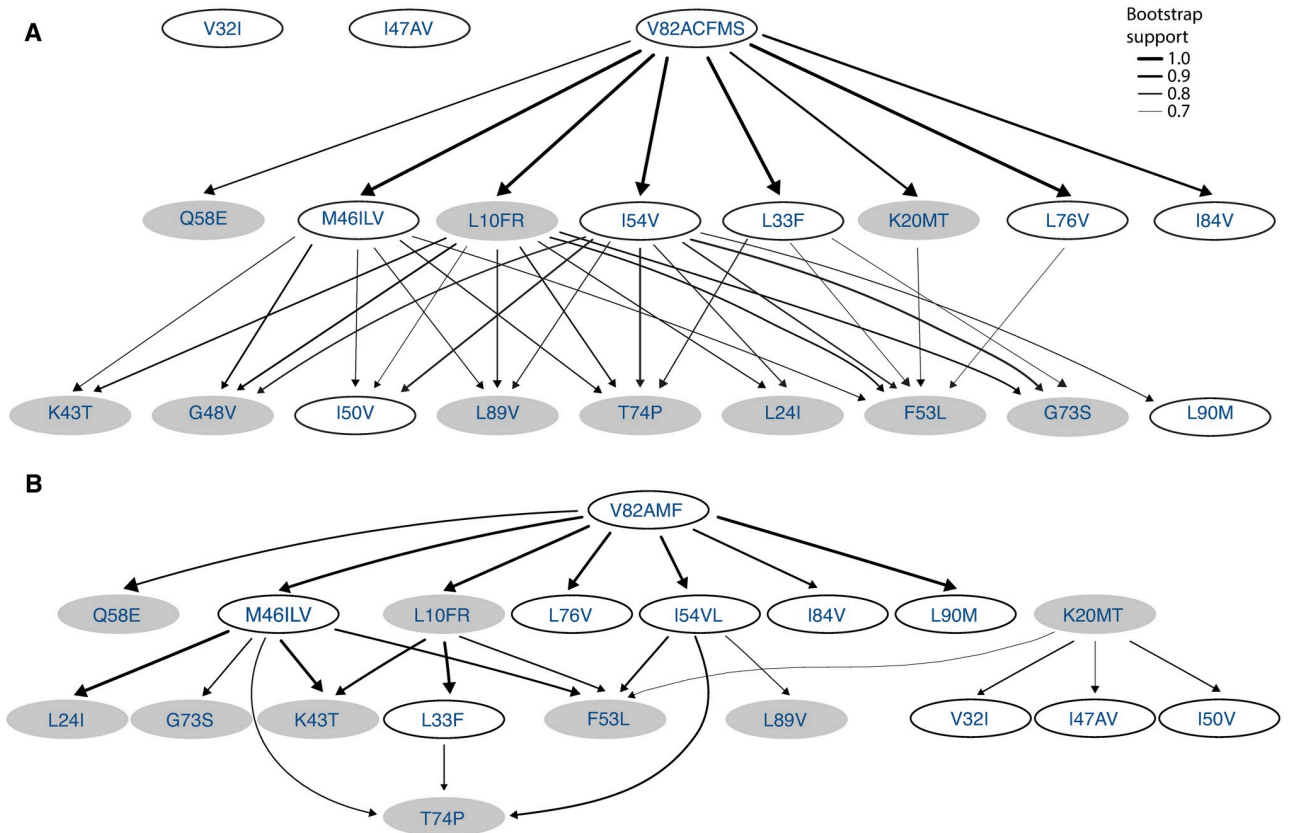 A
V32I
I47AV
V82ACFMS
Bootstrap
support
1.0
0.9
0.8
0.7
Q58E
M46ILV
L10FR
I54V
L33F
K20MT
L76V
I84V
K43T
G48V
I50V
L89V
T74P
L24I
F53L
G73S
L90M
B
V82AMF
Q58E
M46ILV
L10FR
L76V
I54VL
I84V
L90M
K20MT
L24I
G73S
K43T
L33F
F53L
L89V
V32I
I47AV
I50V
T74P